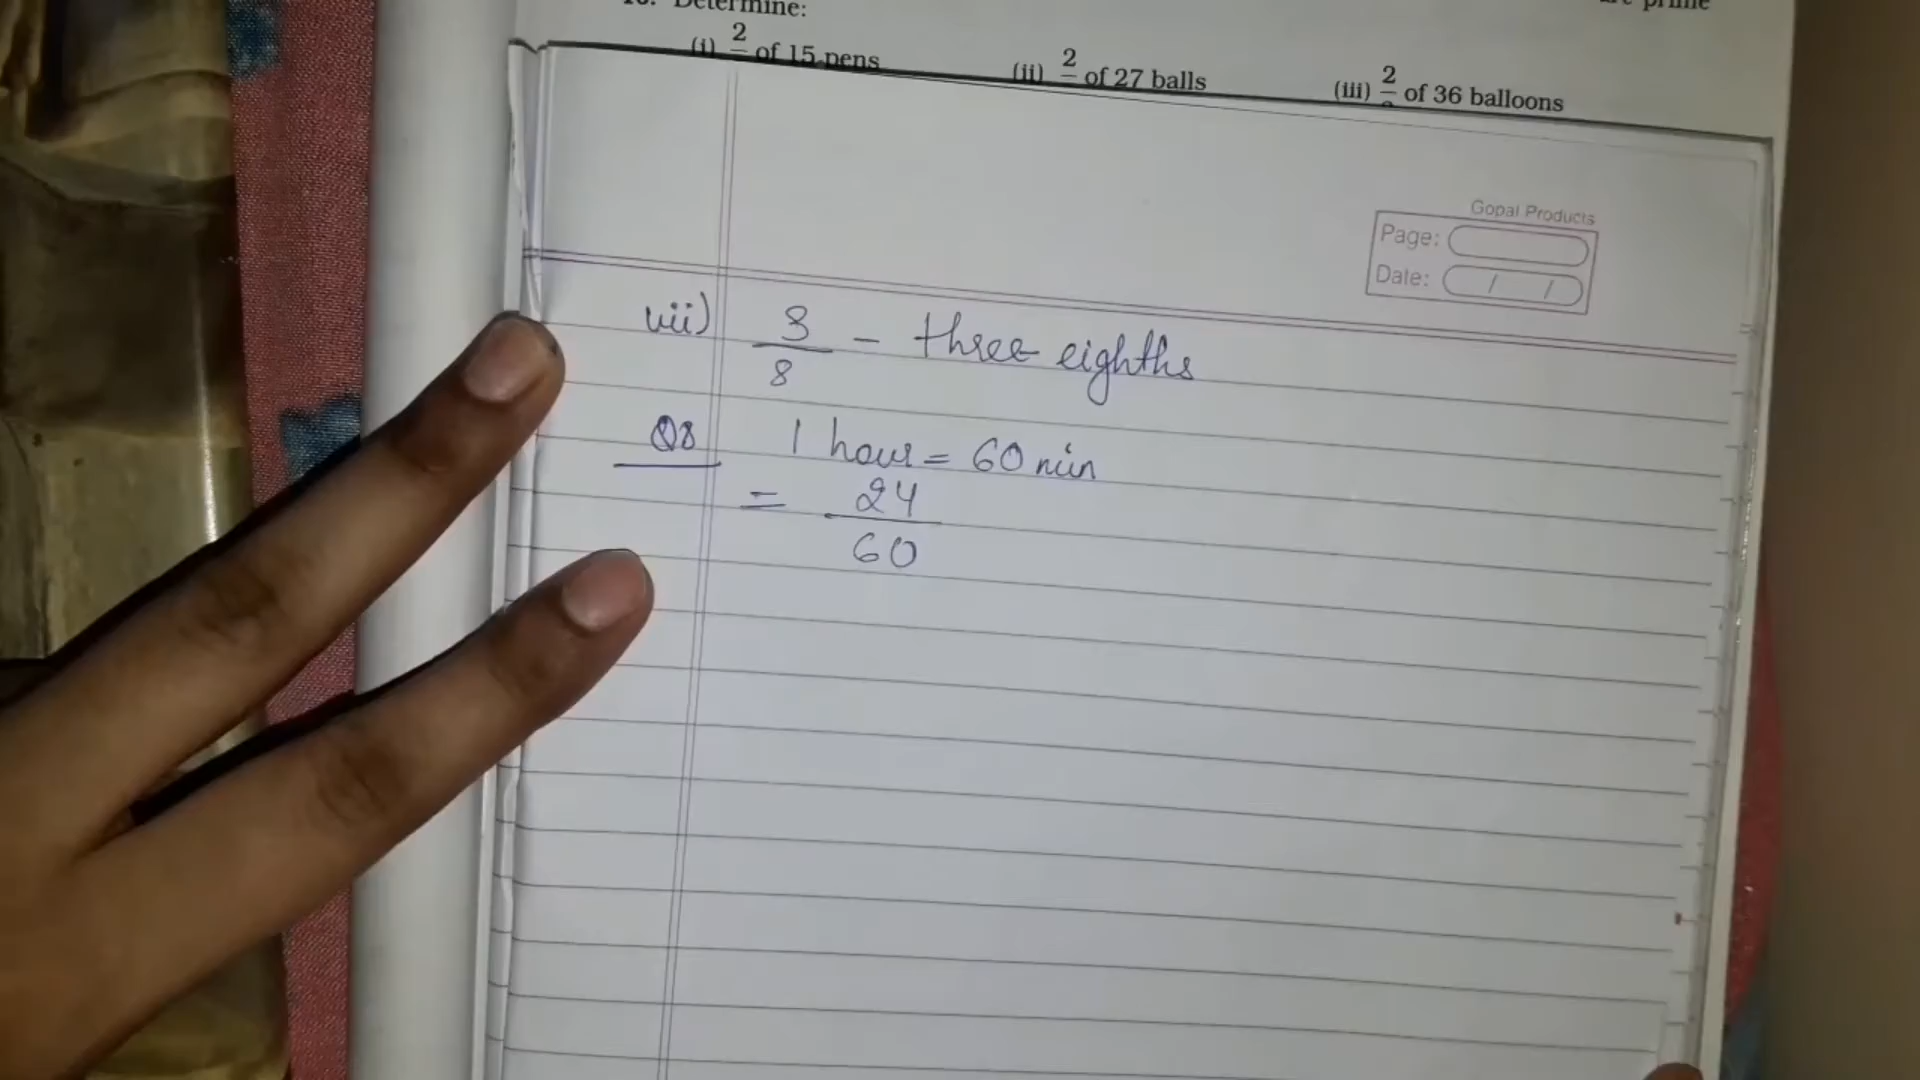 Determine:
prime
(i) 2 of 15 pens
(ii) 2 of 27 balls
(iii) 2 of 36 balloons
Gopal Products
Page:
Date: / /
vii) 3/8 - three eighths
Q8 1 hour = 60 min
= 24/60